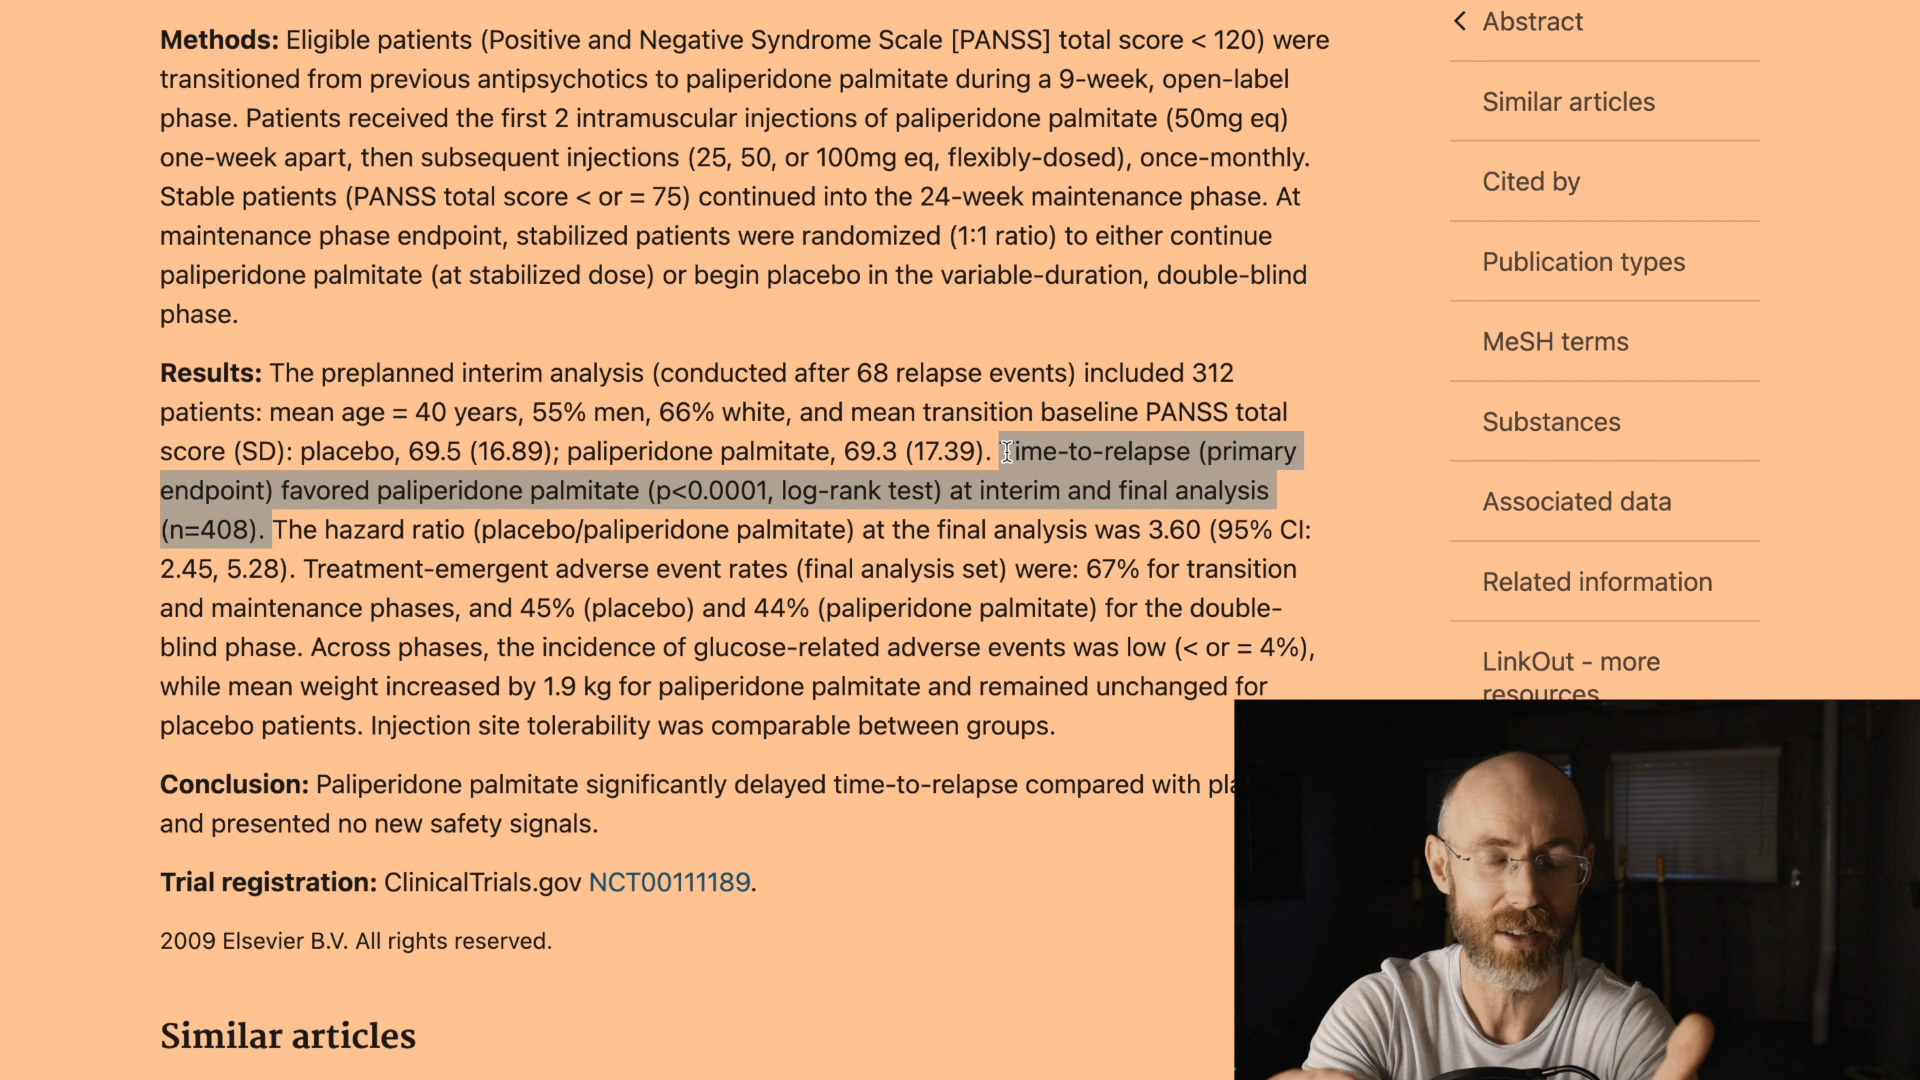 Methods: Eligible patients (Positive and Negative Syndrome Scale [PANSS] total score < 120) were
transitioned from previous antipsychotics to paliperidone palmitate during a 9-week, open-label
phase. Patients received the first 2 intramuscular injections of paliperidone palmitate (50mg eq)
one-week apart, then subsequent injections (25, 50, or 100mg eq, flexibly-dosed), once-monthly.
Stable patients (PANSS total score < or = 75) continued into the 24-week maintenance phase. At
maintenance phase endpoint, stabilized patients were randomized (1:1 ratio) to either continue
paliperidone palmitate (at stabilized dose) or begin placebo in the variable-duration, double-blind
phase.
Results: The preplanned interim analysis (conducted after 68 relapse events) included 312
patients: mean age = 40 years, 55% men, 66% white, and mean transition baseline PANSS total
score (SD): placebo, 69.5 (16.89); paliperidone palmitate, 69.3 (17.39). Time-to-relapse (primary
endpoint) favored paliperidone palmitate (p<0.0001, log-rank test) at interim and final analysis
(n=408). The hazard ratio (placebo/paliperidone palmitate) at the final analysis was 3.60 (95% CI:
2.45, 5.28). Treatment-emergent adverse event rates (final analysis set) were: 67% for transition
and maintenance phases, and 45% (placebo) and 44% (paliperidone palmitate) for the double-
blind phase. Across phases, the incidence of glucose-related adverse events was low (< or = 4%),
while mean weight increased by 1.9 kg for paliperidone palmitate and remained unchanged for
placebo patients. Injection site tolerability was comparable between groups.
Conclusion: Paliperidone palmitate significantly delayed time-to-relapse compared with
and presented no new safety signals.
Trial registration: ClinicalTrials.gov NCT00111189.
2009 Elsevier B.V. All rights reserved.
Similar articles
Abstract
Similar articles
Cited by
Publication types
MeSH terms
Substances
Associated data
Related information
LinkOut - more
resources